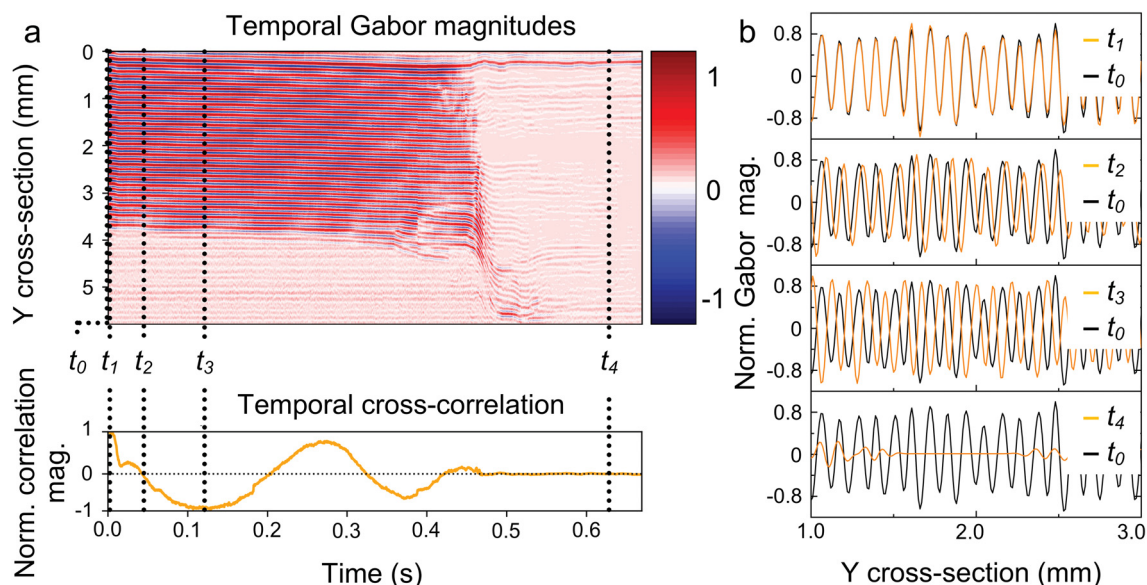 a
Temporal Gabor magnitudes
Y cross-section (mm)
0
1
2
3
4
5
1
0
-1
t0 t1 t2 t3 t4
Temporal cross-correlation
Norm. correlation
mag.
1
0
-1
0.0 0.1 0.2 0.3 0.4 0.5 0.6
Time (s)
b
Norm. Gabor mag.
0.8
0
-0.8
t1
t0
0.8
0
-0.8
t2
t0
0.8
0
-0.8
t3
t0
0.8
0
-0.8
t4
t0
1.0 2.0 3.0
Y cross-section (mm)